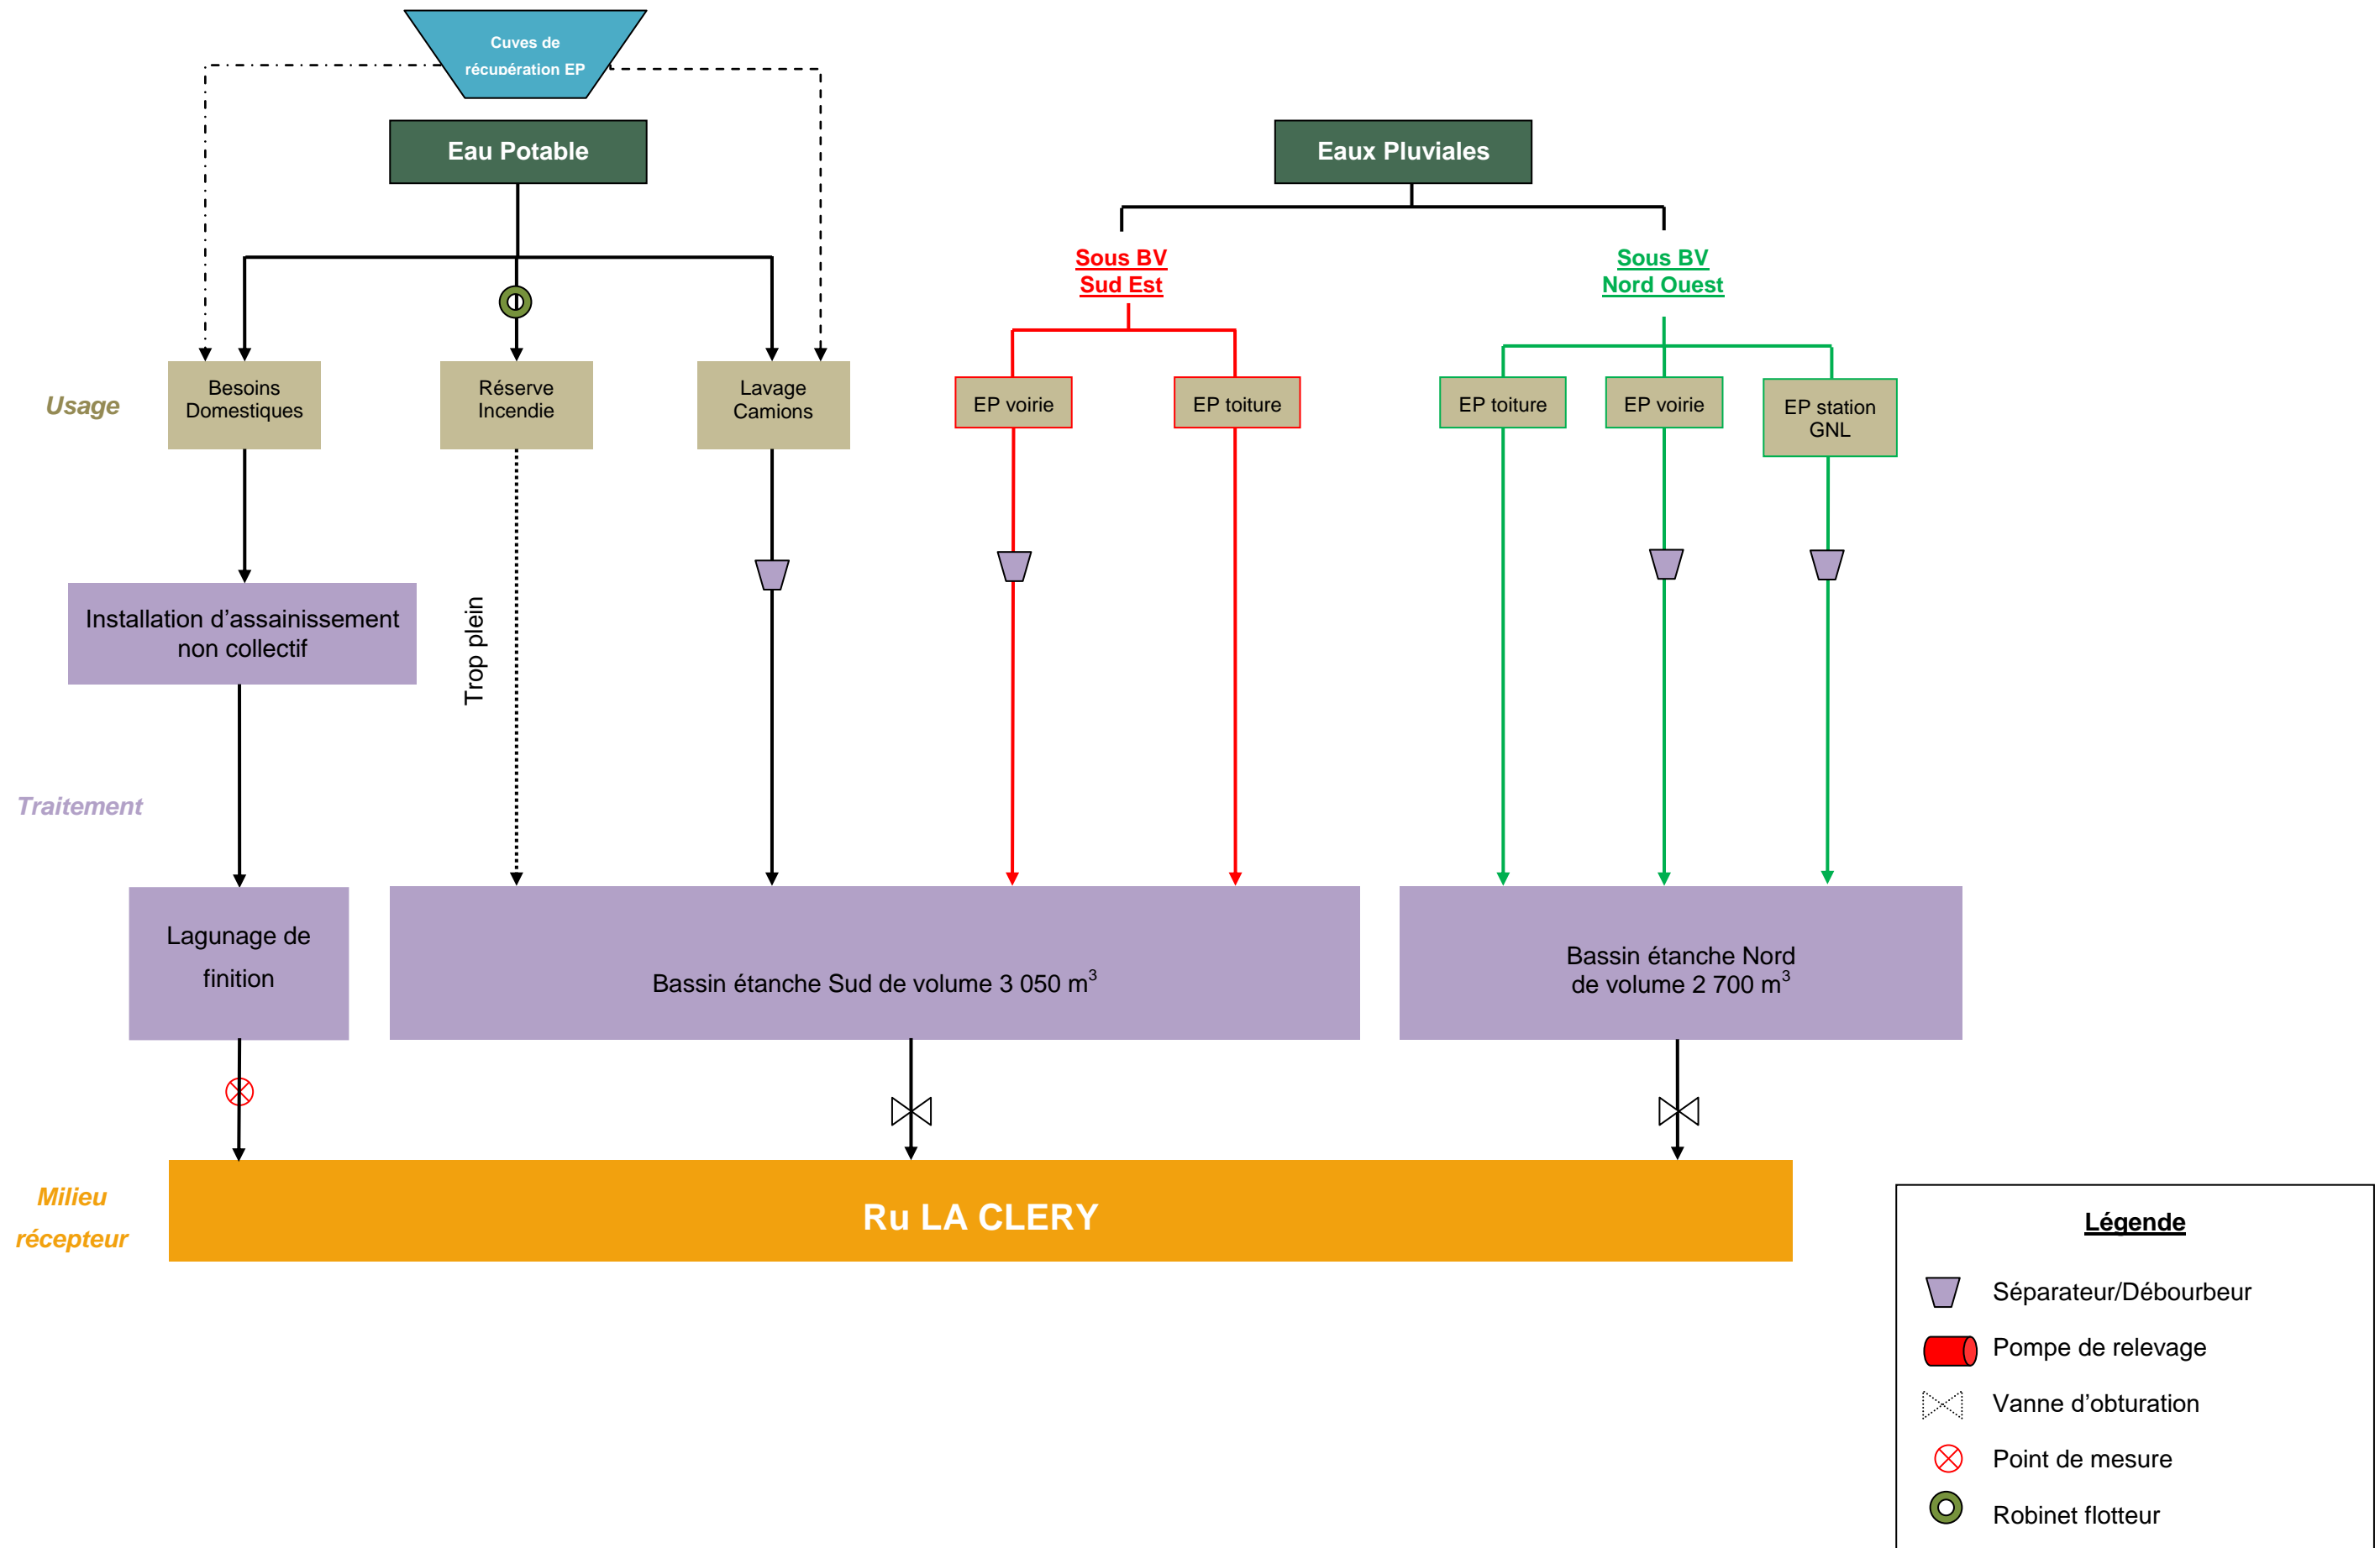 Cuves de
récupération EP
Eau Potable
Eaux Pluviales
Sous BV
Sud Est
Sous BV
Nord Ouest
Usage
Besoins
Domestiques
Réserve
Incendie
Lavage
Camions
EP voirie
EP toiture
EP toiture
EP voirie
EP station
GNL
Installation d’assainissement
non collectif
Trop plein
Traitement
Lagunage de
finition
Bassin étanche Sud de volume 3 050 m³
Bassin étanche Nord
de volume 2 700 m³
Milieu
récepteur
Ru LA CLERY
Légende
Séparateur/Débourbeur
Pompe de relevage
Vanne d’obturation
Point de mesure
Robinet flotteur